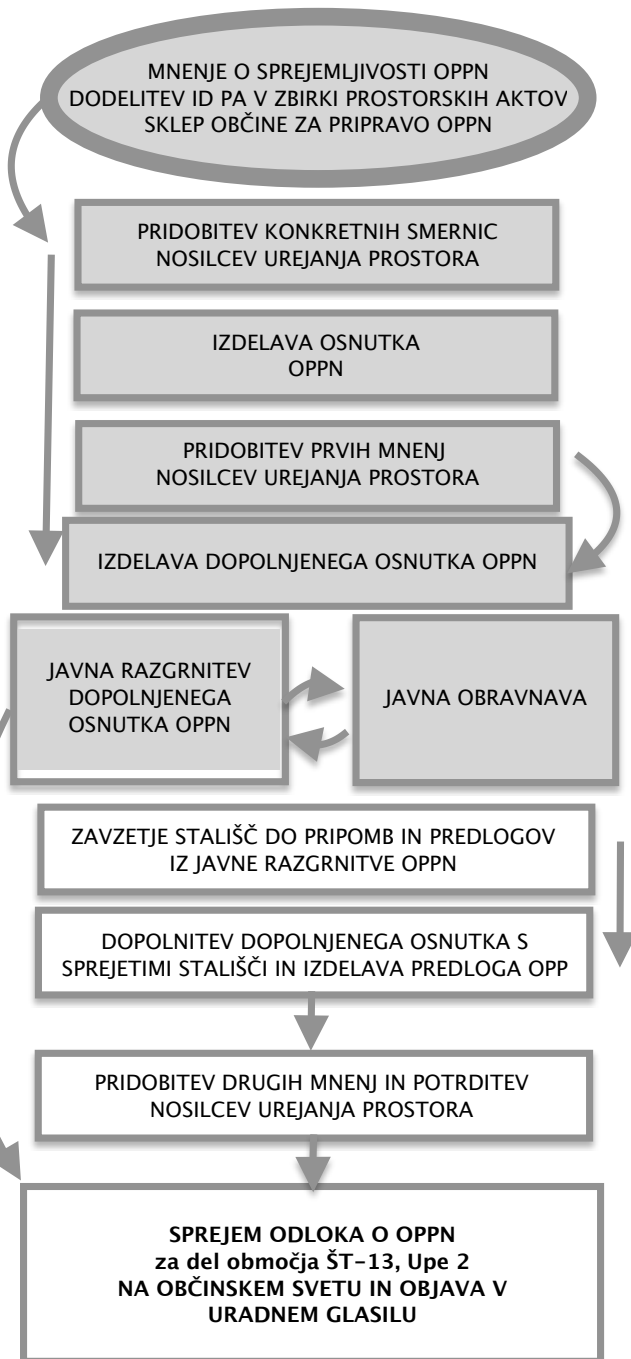 MNENJE O SPREJEMLJIVOSTI OPPN
DODELITEV ID PA V ZBIRKI PROSTORSKIH AKTOV
SKLEP OBČINE ZA PRIPRAVO OPPN
PRIDOBITEV KONKRETNIH SMERNIC
NOSILCEV UREJANJA PROSTORA
IZDELAVA OSNUTKA
OPPN
PRIDOBITEV PRVIH MNENJ
NOSILCEV UREJANJA PROSTORA
IZDELAVA DOPOLNJENEGA OSNUTKA OPPN
JAVNA RAZGRNITEV
DOPOLNJENEGA
OSNUTKA OPPN
JAVNA OBRAVNAVA
ZAVZETJE STALIŠČ DO PRIPOMB IN PREDLOGOV
IZ JAVNE RAZGRNITVE OPPN
DOPOLNITEV DOPOLNJENEGA OSNUTKA S
SPREJETIMI STALIŠČI IN IZDELAVA PREDLOGA OPP
PRIDOBITEV DRUGIH MNENJ IN POTRDITEV
NOSILCEV UREJANJA PROSTORA
SPREJEM ODLOKA O OPPN
za del območja ŠT-13, Upe 2
NA OBČINSKEM SVETU IN OBJAVA V
URADNEM GLASILU